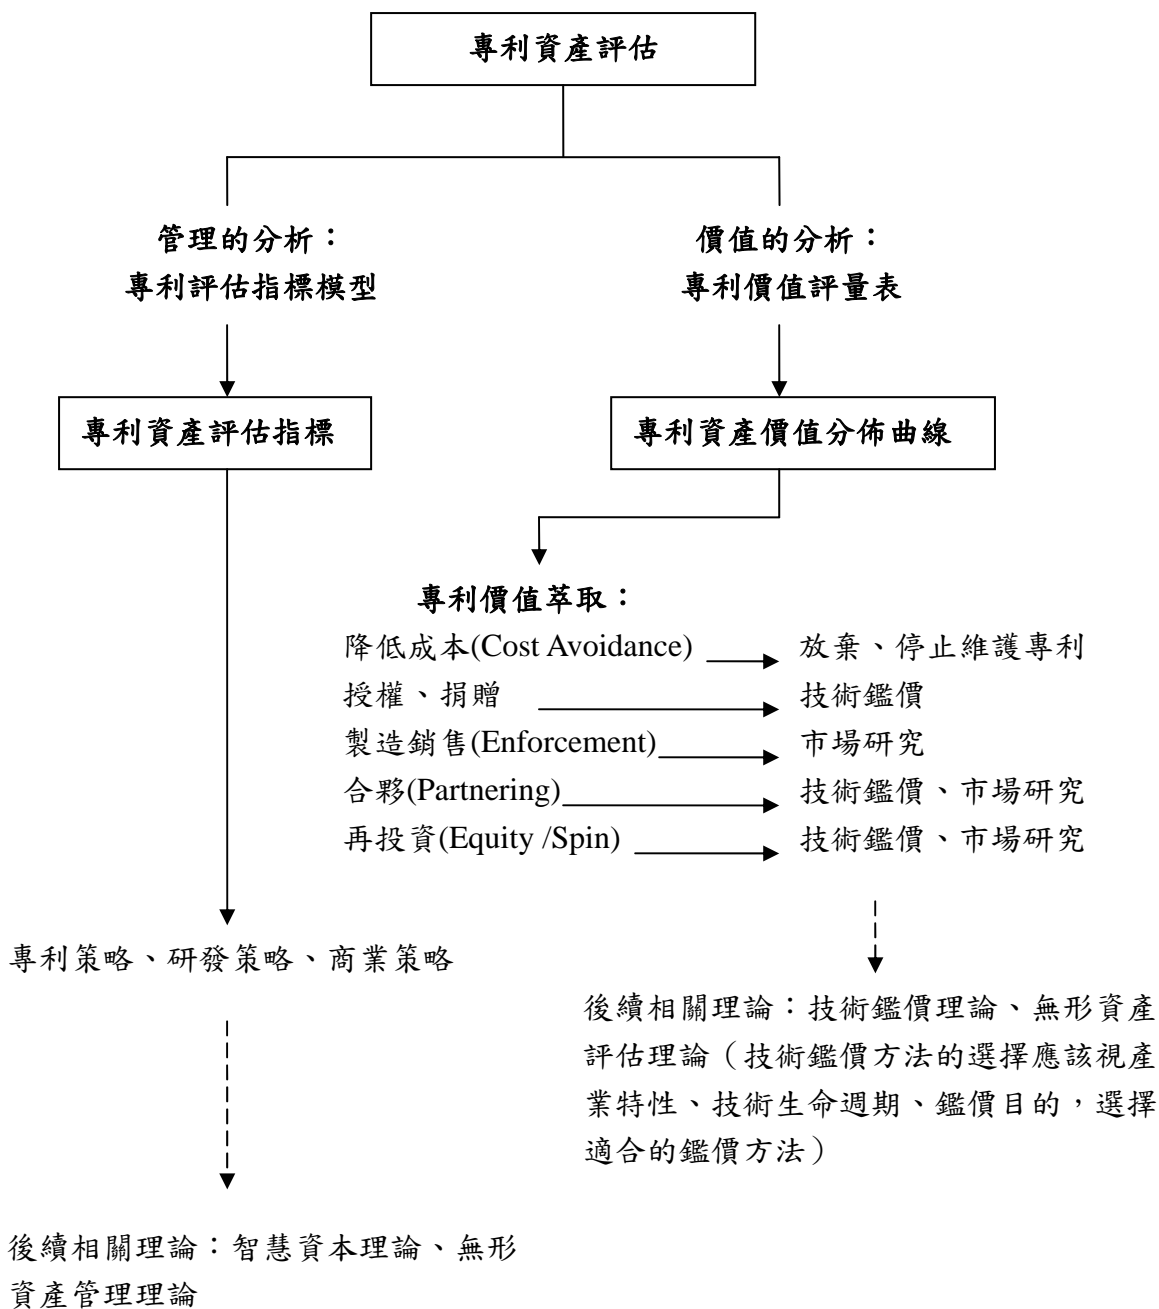 專利資產評估
管理的分析：
專利評估指標模型
價值的分析：
專利價值評量表
專利資產評估指標
專利資產價值分佈曲線
專利價值萃取：
降低成本(Cost Avoidance)
放棄、停止維護專利
授權、捐贈
技術鑑價
製造銷售(Enforcement)
市場研究
合夥(Partnering)
技術鑑價、市場研究
再投資(Equity /Spin)
技術鑑價、市場研究
專利策略、研發策略、商業策略
後續相關理論：技術鑑價理論、無形資產
評估理論（技術鑑價方法的選擇應該視產
業特性、技術生命週期、鑑價目的，選擇
適合的鑑價方法）
後續相關理論：智慧資本理論、無形
資產管理理論